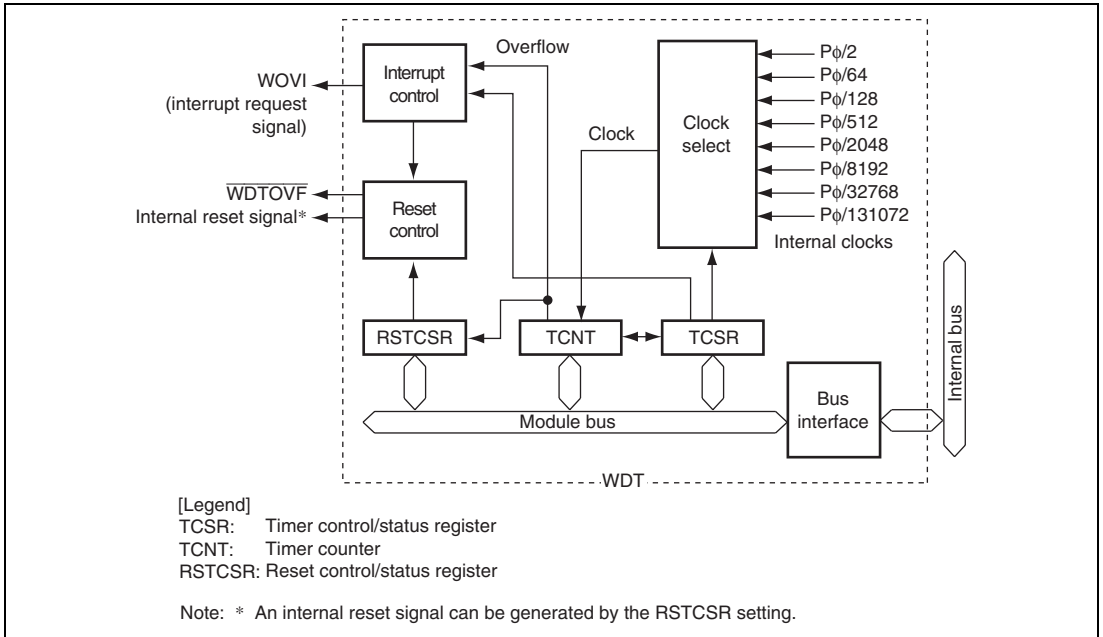 Overflow
Interrupt
control
WOVI
(interrupt request
signal)
Clock
Clock
select
Pϕ/2
Pϕ/64
Pϕ/128
Pϕ/512
Pϕ/2048
Pϕ/8192
Pϕ/32768
Pϕ/131072
Internal clocks
WDTOVF
Internal reset signal*
Reset
control
RSTCSR
TCNT
TCSR
Module bus
Bus
interface
Internal bus
WDT
[Legend]
TCSR: Timer control/status register
TCNT: Timer counter
RSTCSR: Reset control/status register
Note: * An internal reset signal can be generated by the RSTCSR setting.